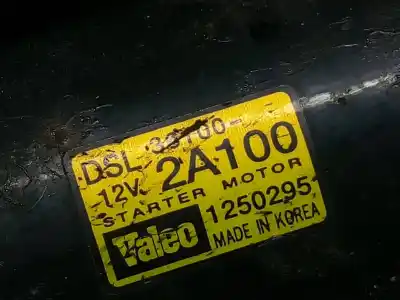 DSL 36100-
12V 2A100
STARTER MOTOR
Valeo 1250295
MADE IN KOREA